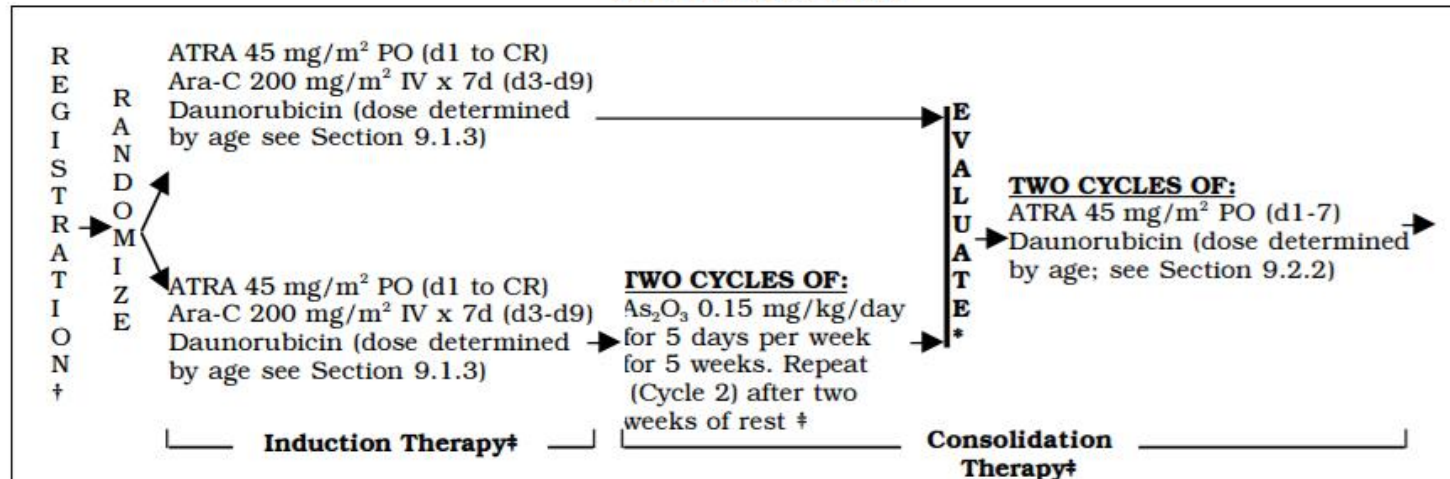 REGISTRATION†
RANDOMIZE
ATRA 45 mg/m² PO (d1 to CR)
Ara-C 200 mg/m² IV x 7d (d3-d9)
Daunorubicin (dose determined
by age see Section 9.1.3)
ATRA 45 mg/m² PO (d1 to CR)
Ara-C 200 mg/m² IV x 7d (d3-d9)
Daunorubicin (dose determined
by age see Section 9.1.3)
TWO CYCLES OF:
As₂O₃ 0.15 mg/kg/day
for 5 days per week
for 5 weeks. Repeat
(Cycle 2) after two
weeks of rest ‡
EVALUATE*
TWO CYCLES OF:
ATRA 45 mg/m² PO (d1-7)
Daunorubicin (dose determined
by age; see Section 9.2.2)
Induction Therapy‡
Consolidation
Therapy‡